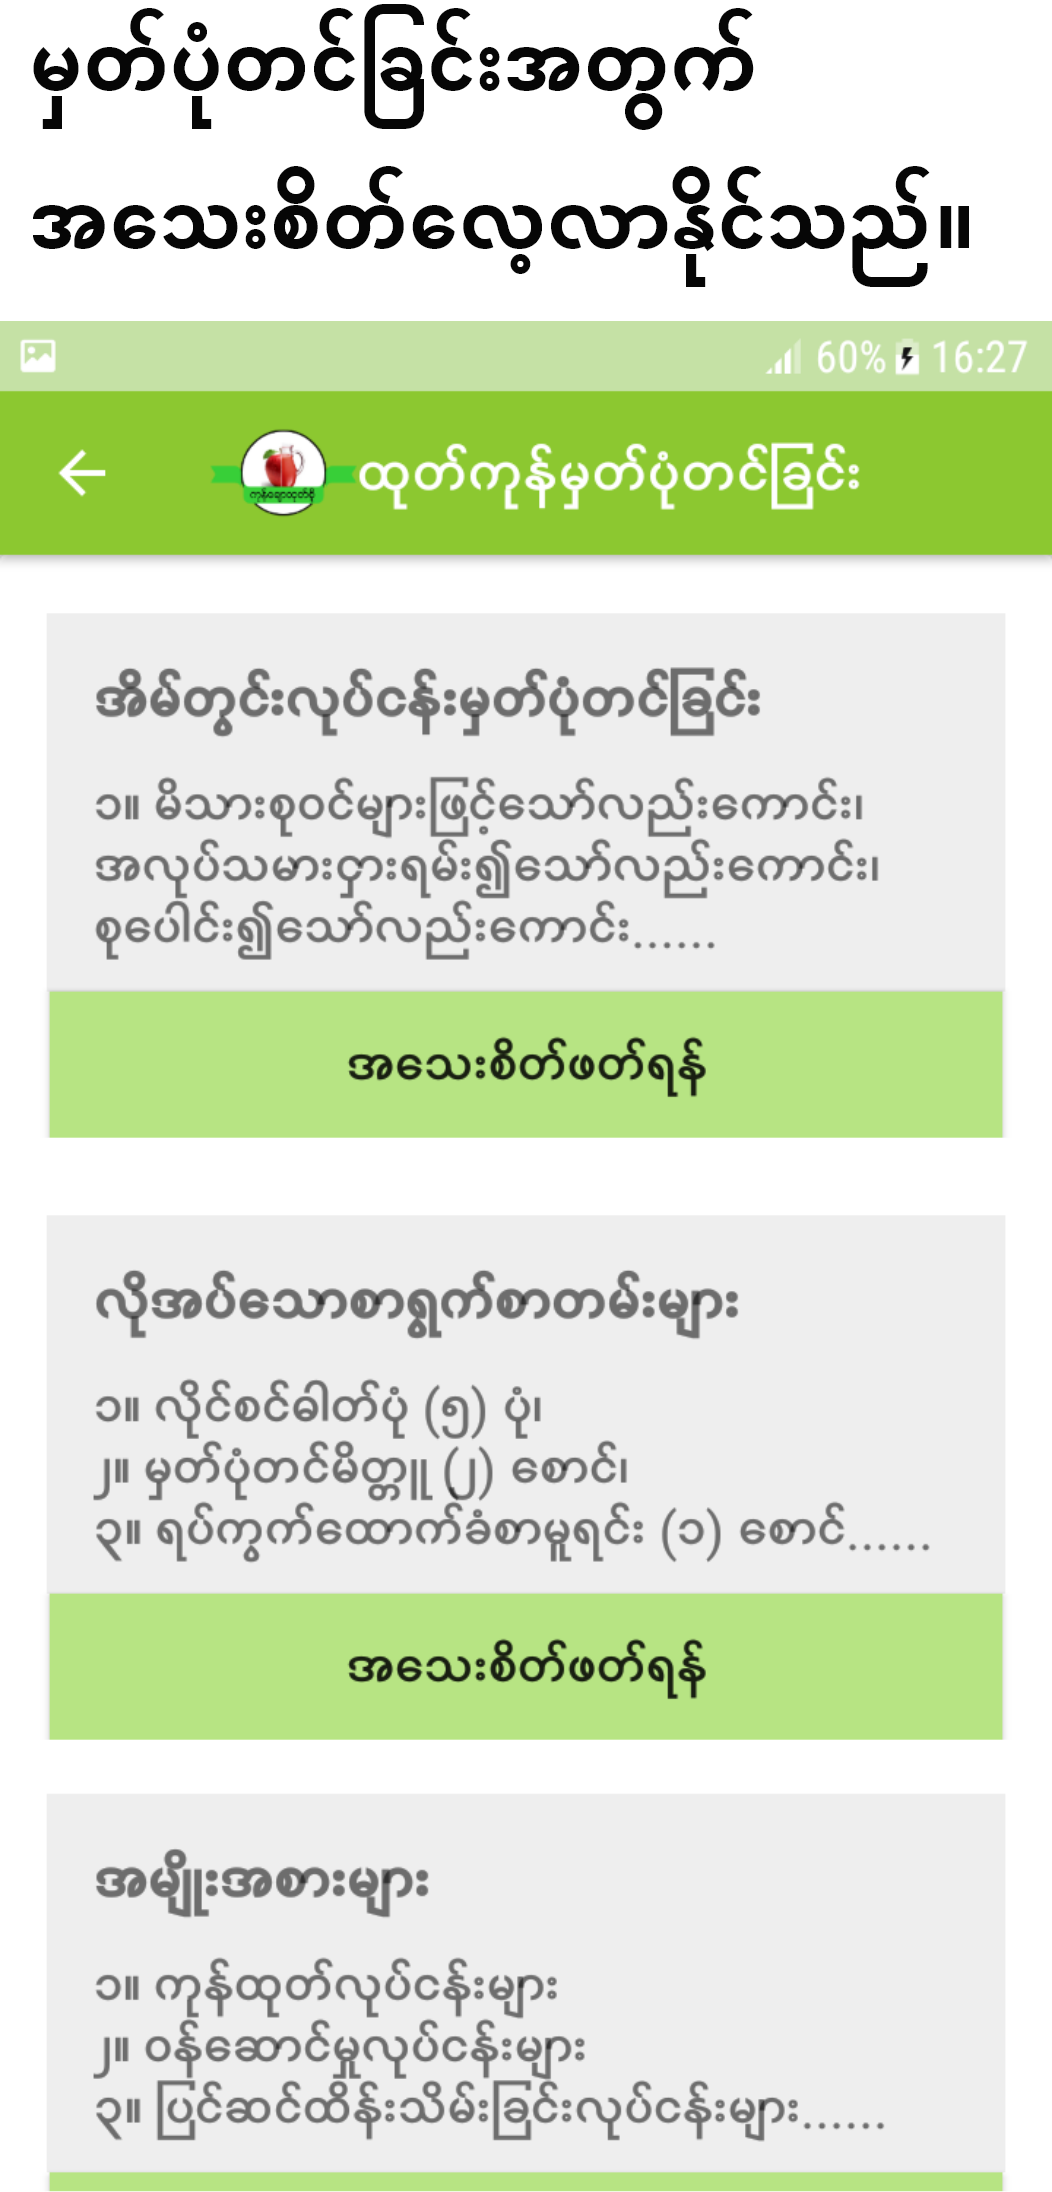 မှတ်ပုံတင်ခြင်းအတွက်
အသေးစိတ်လေ့လာနိုင်သည်။
60% 16:27
ကုန်ချောထုတ်စို့
ထုတ်ကုန်မှတ်ပုံတင်ခြင်း
အိမ်တွင်းလုပ်ငန်းမှတ်ပုံတင်ခြင်း
၁။ မိသားစုဝင်များဖြင့်သော်လည်းကောင်း၊
အလုပ်သမားငှားရမ်း၍သော်လည်းကောင်း၊
စုပေါင်း၍သော်လည်းကောင်း......
အသေးစိတ်ဖတ်ရန်
လိုအပ်သောစာရွက်စာတမ်းများ
၁။ လိုင်စင်ဓါတ်ပုံ (၅) ပုံ၊
၂။ မှတ်ပုံတင်မိတ္တူ (၂) စောင်၊
၃။ ရပ်ကွက်ထောက်ခံစာမူရင်း (၁) စောင်......
အသေးစိတ်ဖတ်ရန်
အမျိုးအစားများ
၁။ ကုန်ထုတ်လုပ်ငန်းများ
၂။ ဝန်ဆောင်မှုလုပ်ငန်းများ
၃။ ပြင်ဆင်ထိန်းသိမ်းခြင်းလုပ်ငန်းများ......